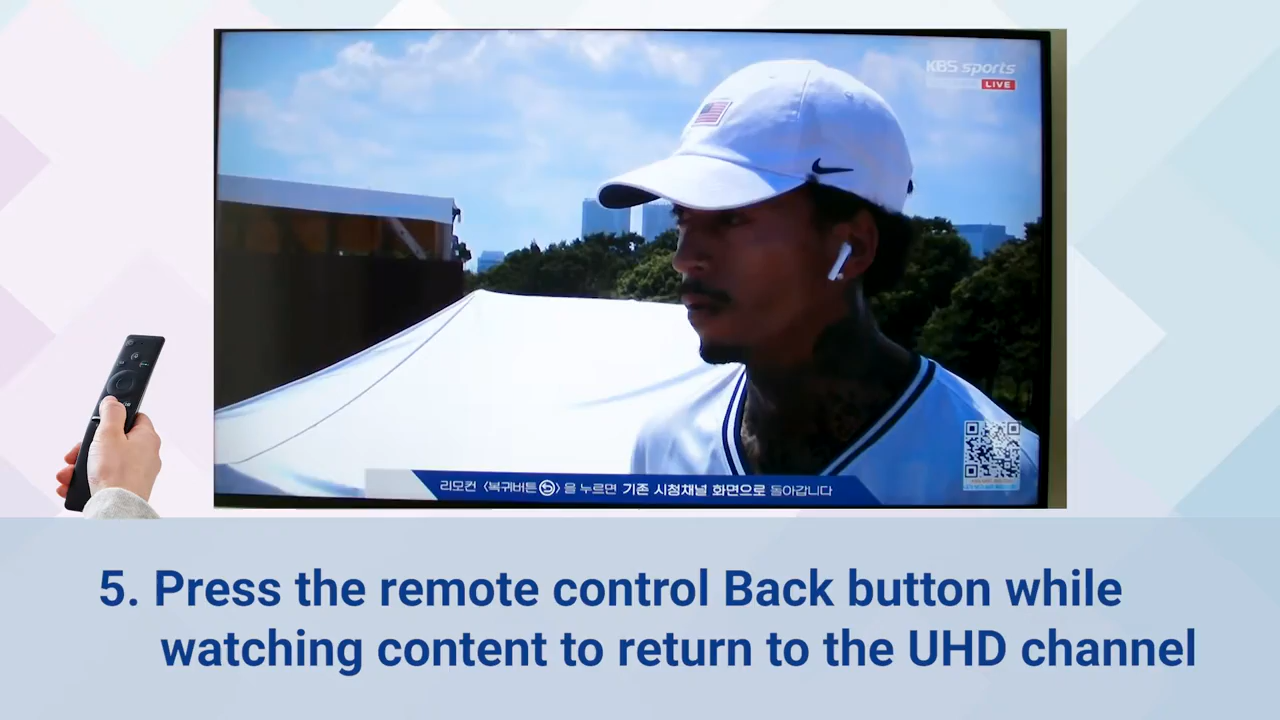 KBS sports
LIVE
리모컨 〈복귀버튼 〉을 누르면 기존 시청채널 화면으로 돌아갑니다
5. Press the remote control Back button while
watching content to return to the UHD channel